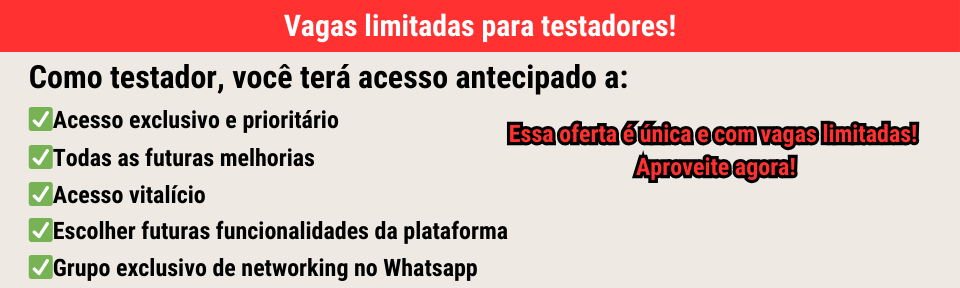 Vagas limitadas para testadores!
Como testador, você terá acesso antecipado a:
✅Acesso exclusivo e prioritário
✅Todas as futuras melhorias
✅Acesso vitalício
✅Escolher futuras funcionalidades da plataforma
✅Grupo exclusivo de networking no Whatsapp
Essa oferta é única e com vagas limitadas!
Aproveite agora!